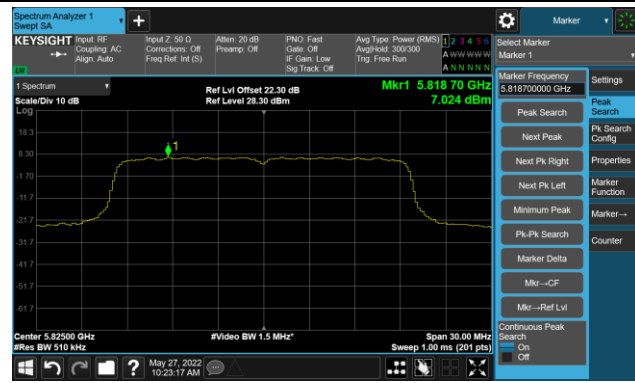 Spectrum Analyzer 1
Swept SA
Marker
KEYSIGHT
Input: RF
Coupling: AC
Align: Auto
Input Z: 50 Ω
Corrections: Off
Freq Ref: Int (S)
Atten: 20 dB
Preamp: Off
PNO: Fast
Gate: Off
IF Gain: Low
Sig Track: Off
Avg Type: Power (RMS)
Avg|Hold: 300/300
Trig: Free Run
1 2 3 4 5 6
A W W W W W
A N N N N N
LW
Select Marker
Marker 1
1 Spectrum
Scale/Div 10 dB
Log
Ref Lvl Offset 22.30 dB
Ref Level 28.30 dBm
Mkr1 5.818 70 GHz
7.024 dBm
18.3
8.30
-1.70
-11.7
-21.7
-31.7
-41.7
-51.7
-61.7
1
Center 5.82500 GHz
#Res BW 510 kHz
#Video BW 1.5 MHz*
Span 30.00 MHz
Sweep 1.00 ms (201 pts)
Marker Frequency
5.818700000 GHz
Peak Search
Next Peak
Next Pk Right
Next Pk Left
Minimum Peak
Pk-Pk Search
Marker Delta
Mkr→CF
Mkr→Ref Lvl
Continuous Peak
Search
On
Off
Settings
Peak
Search
Pk Search
Config
Properties
Marker
Function
Marker→
Counter
?
May 27, 2022
10:23:17 AM